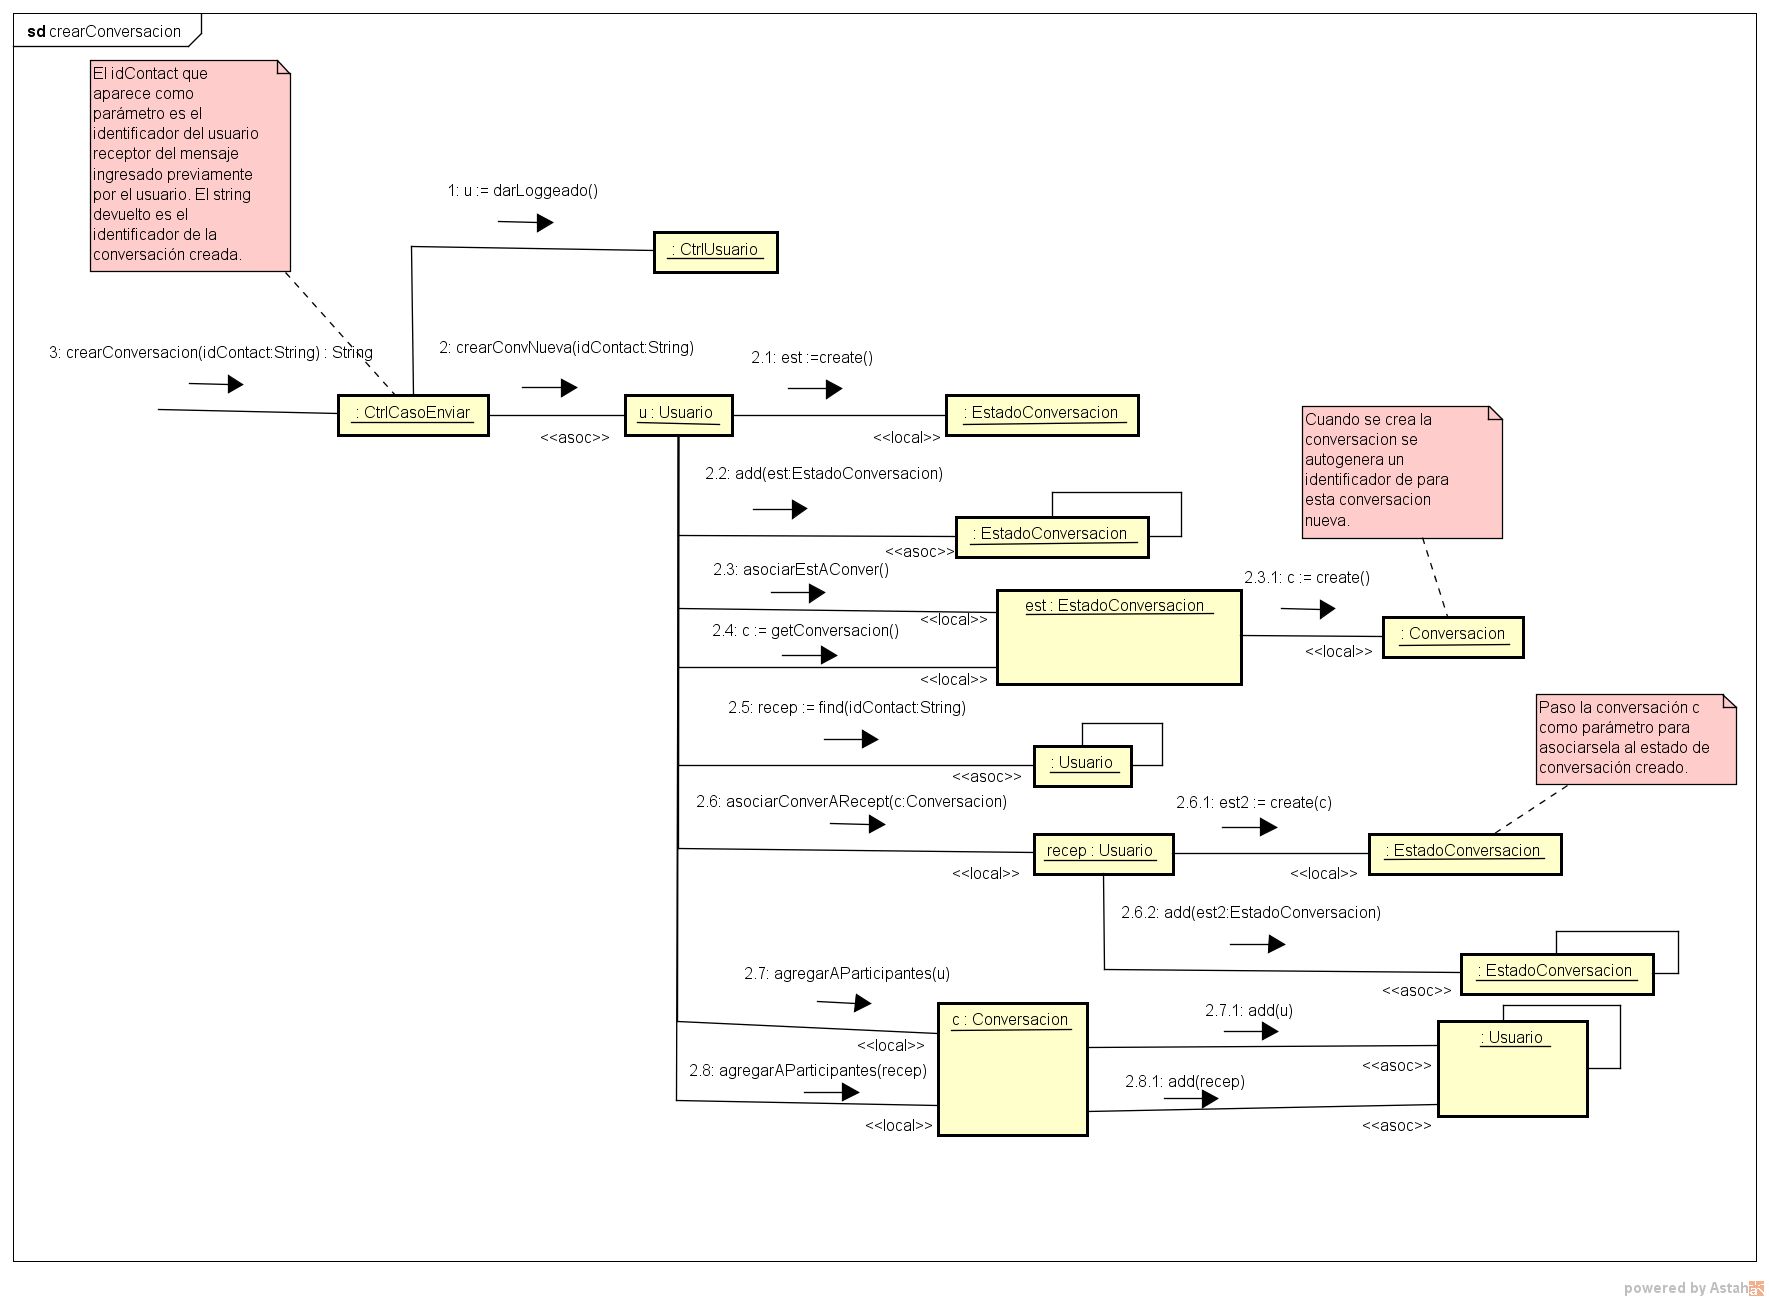 sd crearConversacion
El idContact que
aparece como
parámetro es el
identificador del usuario
receptor del mensaje
ingresado previamente
por el usuario. El string
devuelto es el
identificador de la
conversación creada.
1: u := darLoggeado()
: CtrlUsuario
3: crearConversacion(idContact:String) : String
2: crearConvNueva(idContact:String)
2.1: est :=create()
: CtrlCasoEnviar
u : Usuario
: EstadoConversacion
<<asoc>>
<<local>>
Cuando se crea la
conversacion se
autogenera un
identificador de para
esta conversacion
nueva.
2.2: add(est:EstadoConversacion)
: EstadoConversacion
<<asoc>>
2.3: asociarEstAConver()
2.3.1: c := create()
est : EstadoConversacion
<<local>>
2.4: c := getConversacion()
: Conversacion
<<local>>
<<local>>
2.5: recep := find(idContact:String)
Paso la conversación c
como parámetro para
asociarsela al estado de
conversación creado.
: Usuario
<<asoc>>
2.6: asociarConverARecept(c:Conversacion)
2.6.1: est2 := create(c)
recep : Usuario
: EstadoConversacion
<<local>>
<<local>>
2.6.2: add(est2:EstadoConversacion)
: EstadoConversacion
<<asoc>>
2.7: agregarAParticipantes(u)
2.7.1: add(u)
c : Conversacion
: Usuario
<<local>>
<<asoc>>
2.8: agregarAParticipantes(recep)
2.8.1: add(recep)
<<local>>
<<asoc>>
powered by Astah